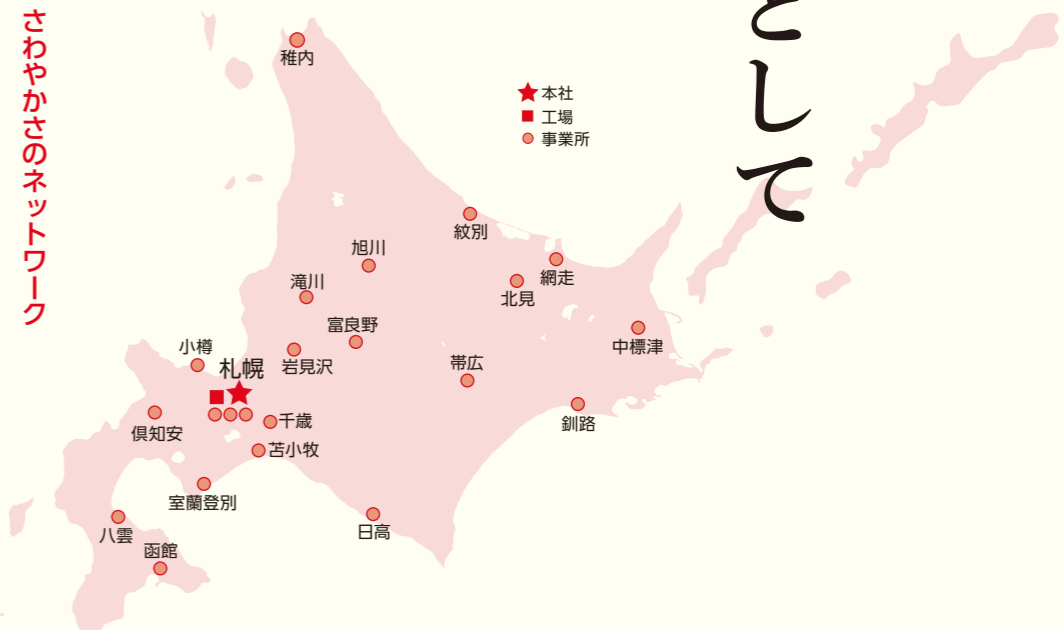 として
さわやかさのネットワーク
本社
工場
事業所
稚内
紋別
旭川
網走
滝川
北見
富良野
中標津
小樽
札幌
岩見沢
帯広
倶知安
千歳
釧路
苫小牧
室蘭登別
八雲
日高
函館